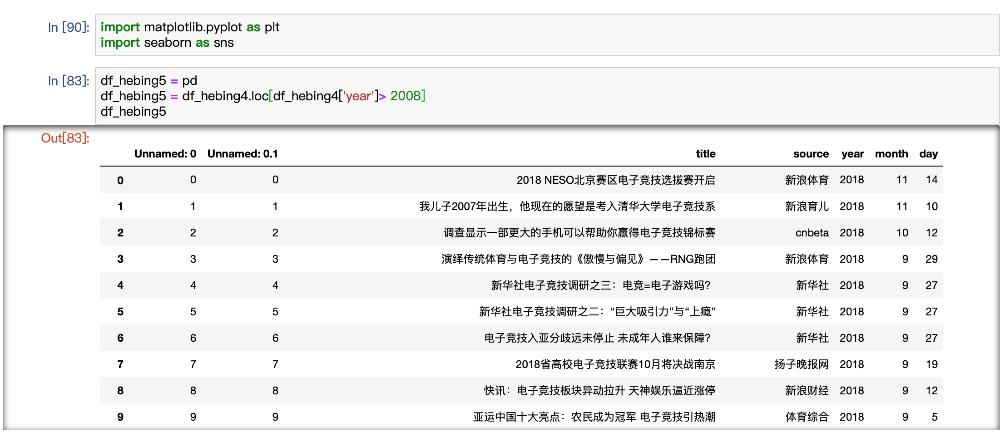 In [90]:
import matplotlib.pyplot as plt
import seaborn as sns
In [83]:
df_hebing5 = pd
df_hebing5 = df_hebing4.loc[df_hebing4['year']> 2008]
df_hebing5
Out[83]:
Unnamed: 0 Unnamed: 0.1 title source year month day
0 0 0 2018 NESO北京赛区电子竞技选拔赛开启 新浪体育 2018 11 14
1 1 1 我儿子2007年出生，他现在的愿望是考入清华大学电子竞技系 新浪育儿 2018 11 10
2 2 2 调查显示一部更大的手机可以帮助你赢得电子竞技锦标赛 cnbeta 2018 10 12
3 3 3 演绎传统体育与电子竞技的《傲慢与偏见》——RNG跑团 新浪体育 2018 9 29
4 4 4 新华社电子竞技调研之三：电竞=电子游戏吗？ 新华社 2018 9 27
5 5 5 新华社电子竞技调研之二：“巨大吸引力”与“上瘾” 新华社 2018 9 27
6 6 6 电子竞技入亚分歧远未停止 未成年人谁来保障？ 新华社 2018 9 27
7 7 7 2018省高校电子竞技联赛10月将决战南京 扬子晚报网 2018 9 19
8 8 8 快讯：电子竞技板块异动拉升 天神娱乐逼近涨停 新浪财经 2018 9 12
9 9 9 亚运中国十大亮点：农民成为冠军 电子竞技引热潮 体育综合 2018 9 5